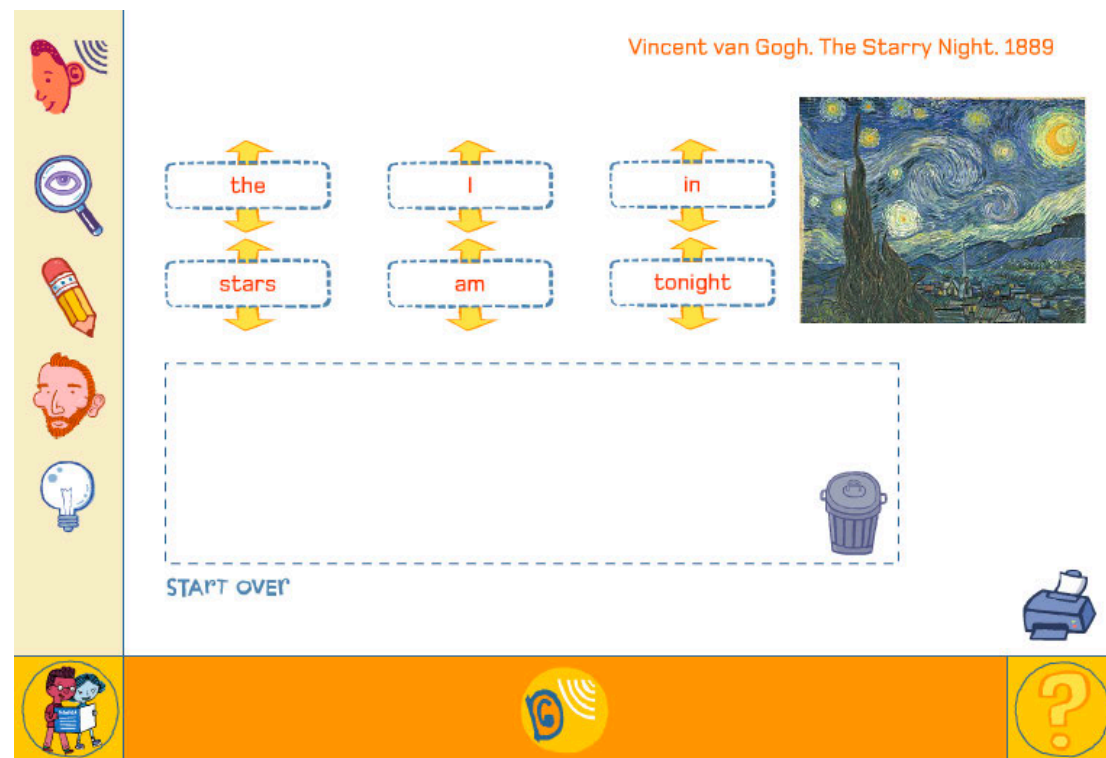 Vincent van Gogh. The Starry Night. 1889
the I in
stars am tonight
START OVER